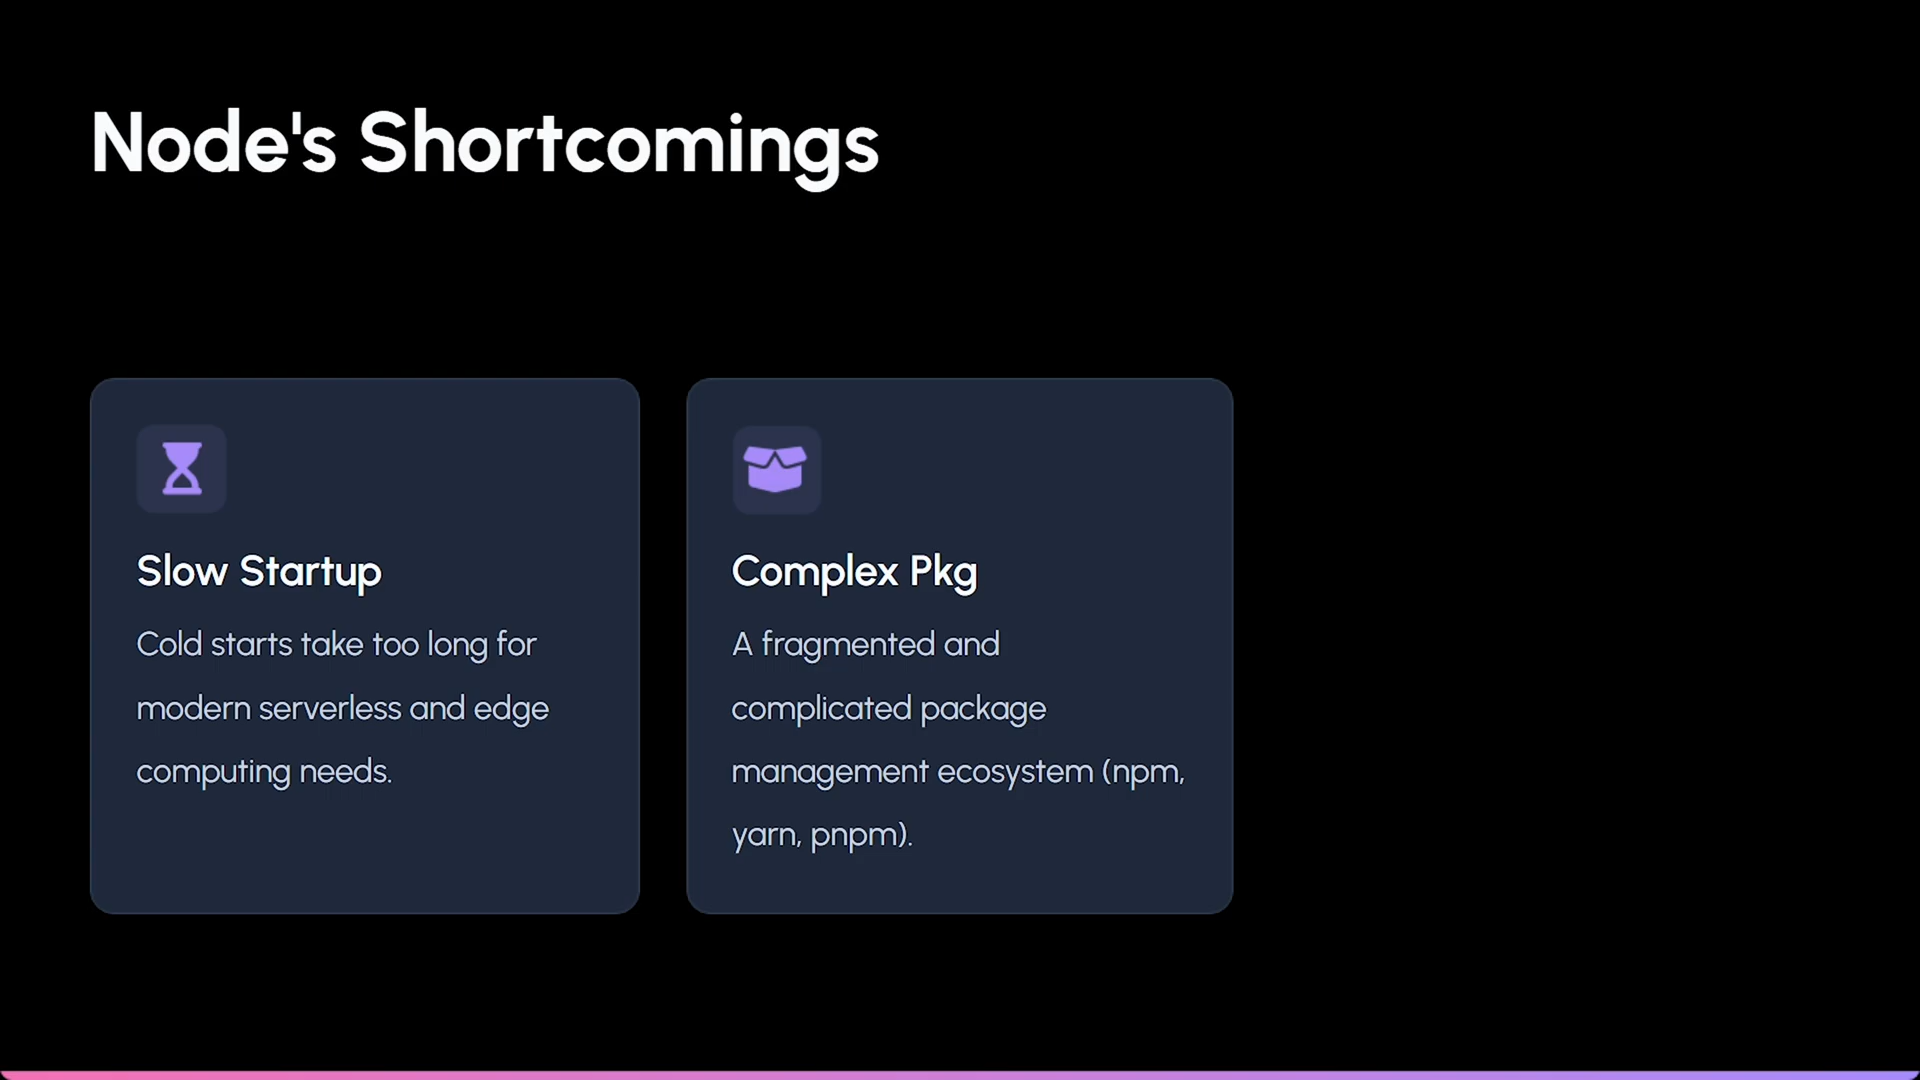 Node's Shortcomings
Slow Startup
Cold starts take too long for
modern serverless and edge
computing needs.
Complex Pkg
A fragmented and
complicated package
management ecosystem (npm,
yarn, pnpm).